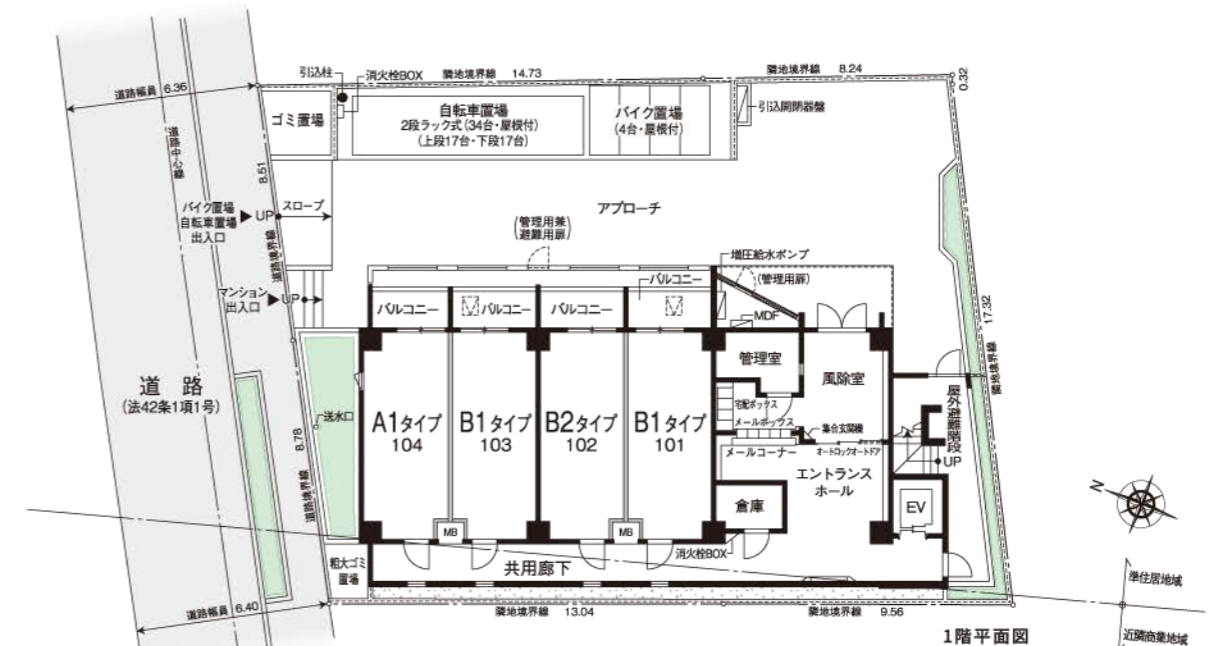 引込柱
消火栓BOX
隣地境界線 14.73
隣地境界線 8.24
0.32
道路幅員 6.36
ゴミ置場
自転車置場
2段ラック式(34台・屋根付)
(上段17台・下段17台)
バイク置場
(4台・屋根付)
引込開閉器盤
道路中心線
8.51
道路境界線
バイク置場
自転車置場
出入口
UP
スロープ
アプローチ
(管理用兼
避難用扉)
増圧給水ポンプ
(管理用扉)
マンション
出入口
UP
バルコニー
バルコニー
バルコニー
バルコニー
MDF
17.32
隣地境界線
管理室
風除室
道 路
(法42条1項1号)
送水口
A1タイプ
104
B1タイプ
103
B2タイプ
102
B1タイプ
101
宅配ボックス
メールボックス
集合玄関機
メールコーナー
オートロックオートドア
屋外避難階段
UP
エントランス
ホール
8.78
道路境界線
倉庫
EV
N
MB
MB
消火栓BOX
粗大ゴミ
置場
共用廊下
準住居地域
道路幅員 6.40
隣地境界線 13.04
隣地境界線 9.56
1階平面図
近隣商業地域